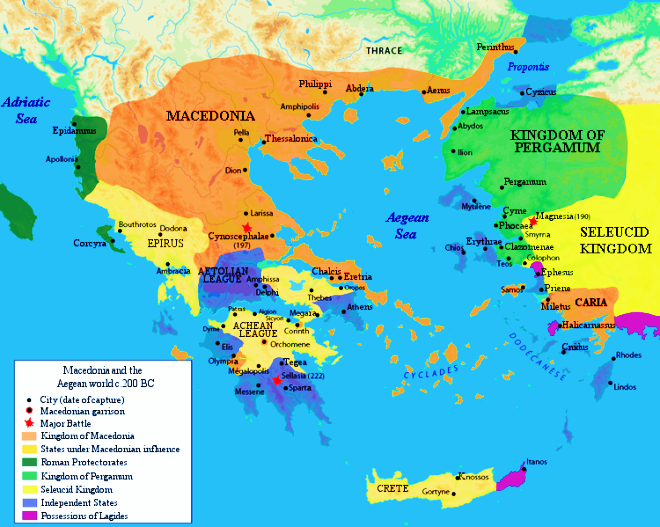 THRACE
Perinthus
Propontis
Adriatic
Sea
Philippi
Abdera
Aenus
Cyzicus
MACEDONIA
Amphipolis
Lampsacus
Epidamnus
Pella
Thessalonica
Abydos
KINGDOM OF
PERGAMUM
Apollonia
Dion
Ilion
Pergamum
Larissa
Mytilène
Cyme
Magnesia (190)
Aegean
Sea
Phocaea
Bouthrotos
Dodona
Cynoscephalae
(197)
Smyrna
SELEUCID
KINGDOM
Corcyra
EPIRUS
Chios
Erythrae
Clazomenae
Colophon
Teos
Ambracia
AETOLIAN
LEAGUE
Amphissa
Delphi
Chalcis
Eretria
Oropos
Ephesus
Thebes
Samos
Priene
Patras
Aigion
Sicyon
Megara
Athens
Miletus
CARIA
Dyme
ACHEAN
LEAGUE
Corinth
Halicarnassus
Elis
Orchomene
Olympia
Tegea
DODECANESE
Cnidus
Rhodes
Megalopolis
Sellasia (222)
CYCLADES
Messene
Sparta
Lindos
Itanos
Knossos
CRETE
Gortyne
Macedonia and the
Aegean world c.200 BC
City (date of capture)
Macedonian garrison
Major Battle
Kingdom of Macedonia
States under Macedonian influence
Roman Protectorates
Kingdom of Pergamum
Seleucid Kingdom
Independent States
Possessions of Lagides